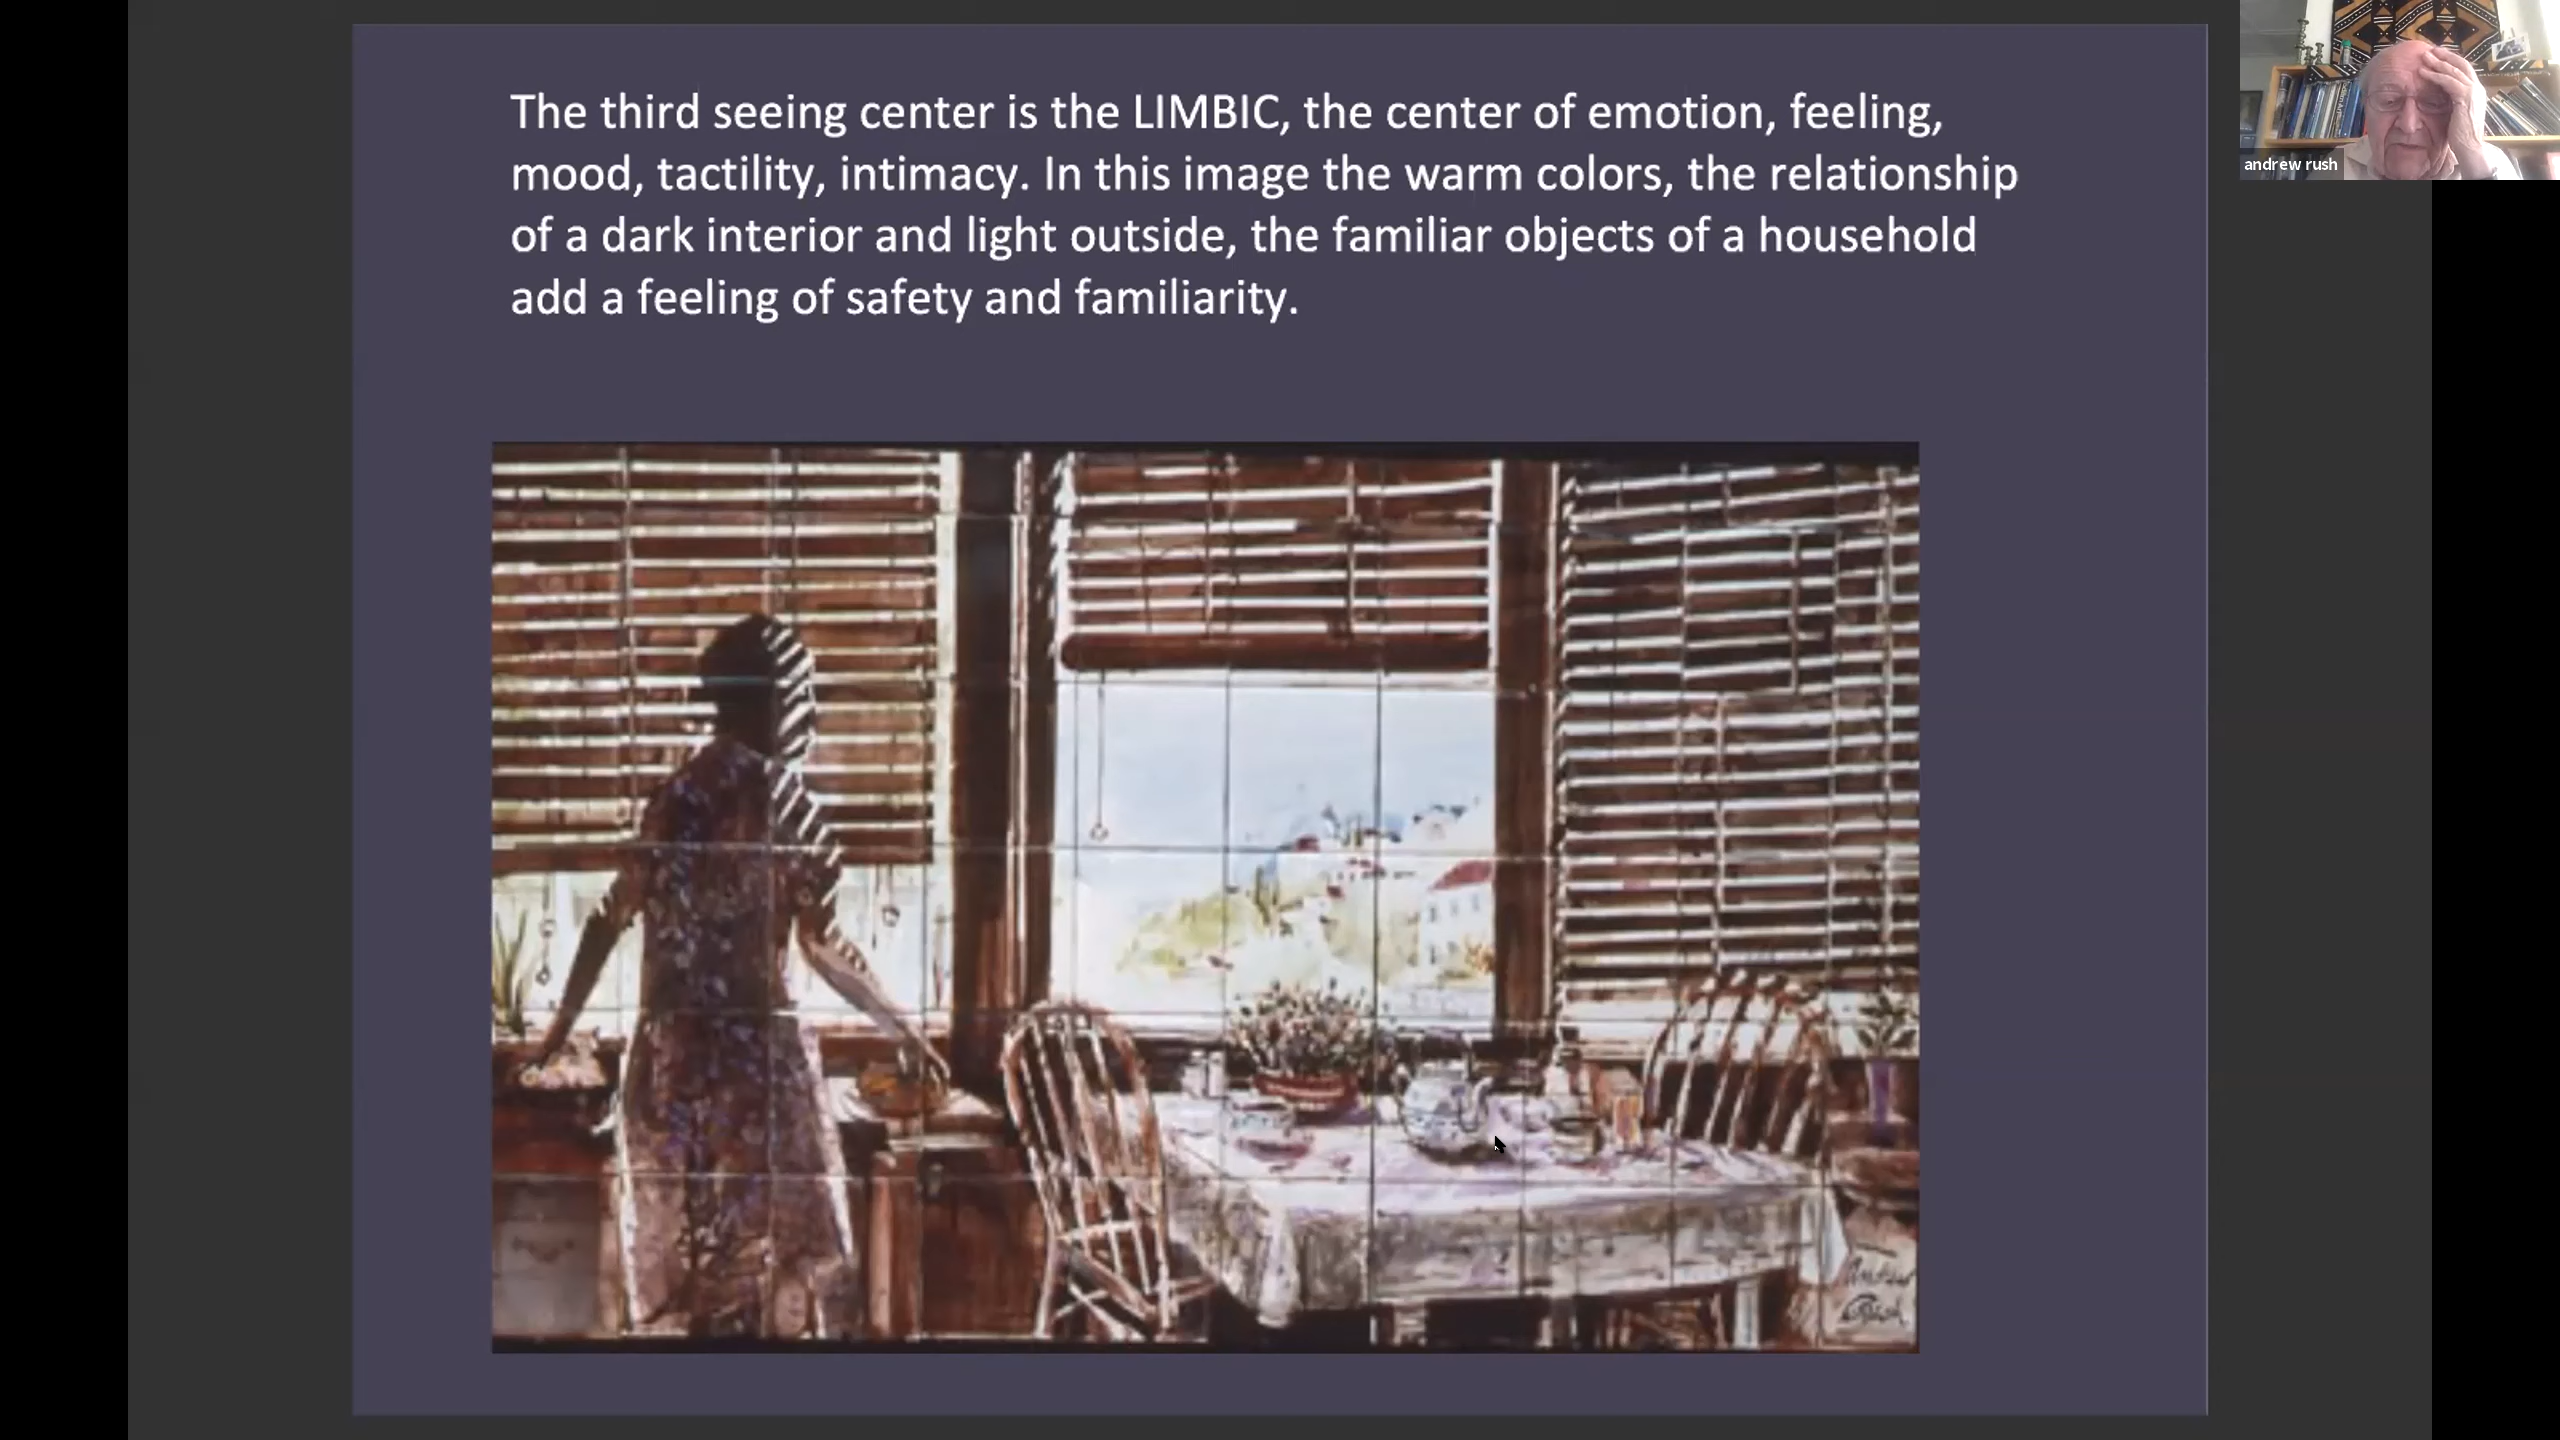 The third seeing center is the LIMBIC, the center of emotion, feeling,
mood, tactility, intimacy. In this image the warm colors, the relationship
of a dark interior and light outside, the familiar objects of a household
add a feeling of safety and familiarity.
andrew rush
Andrew
Rush